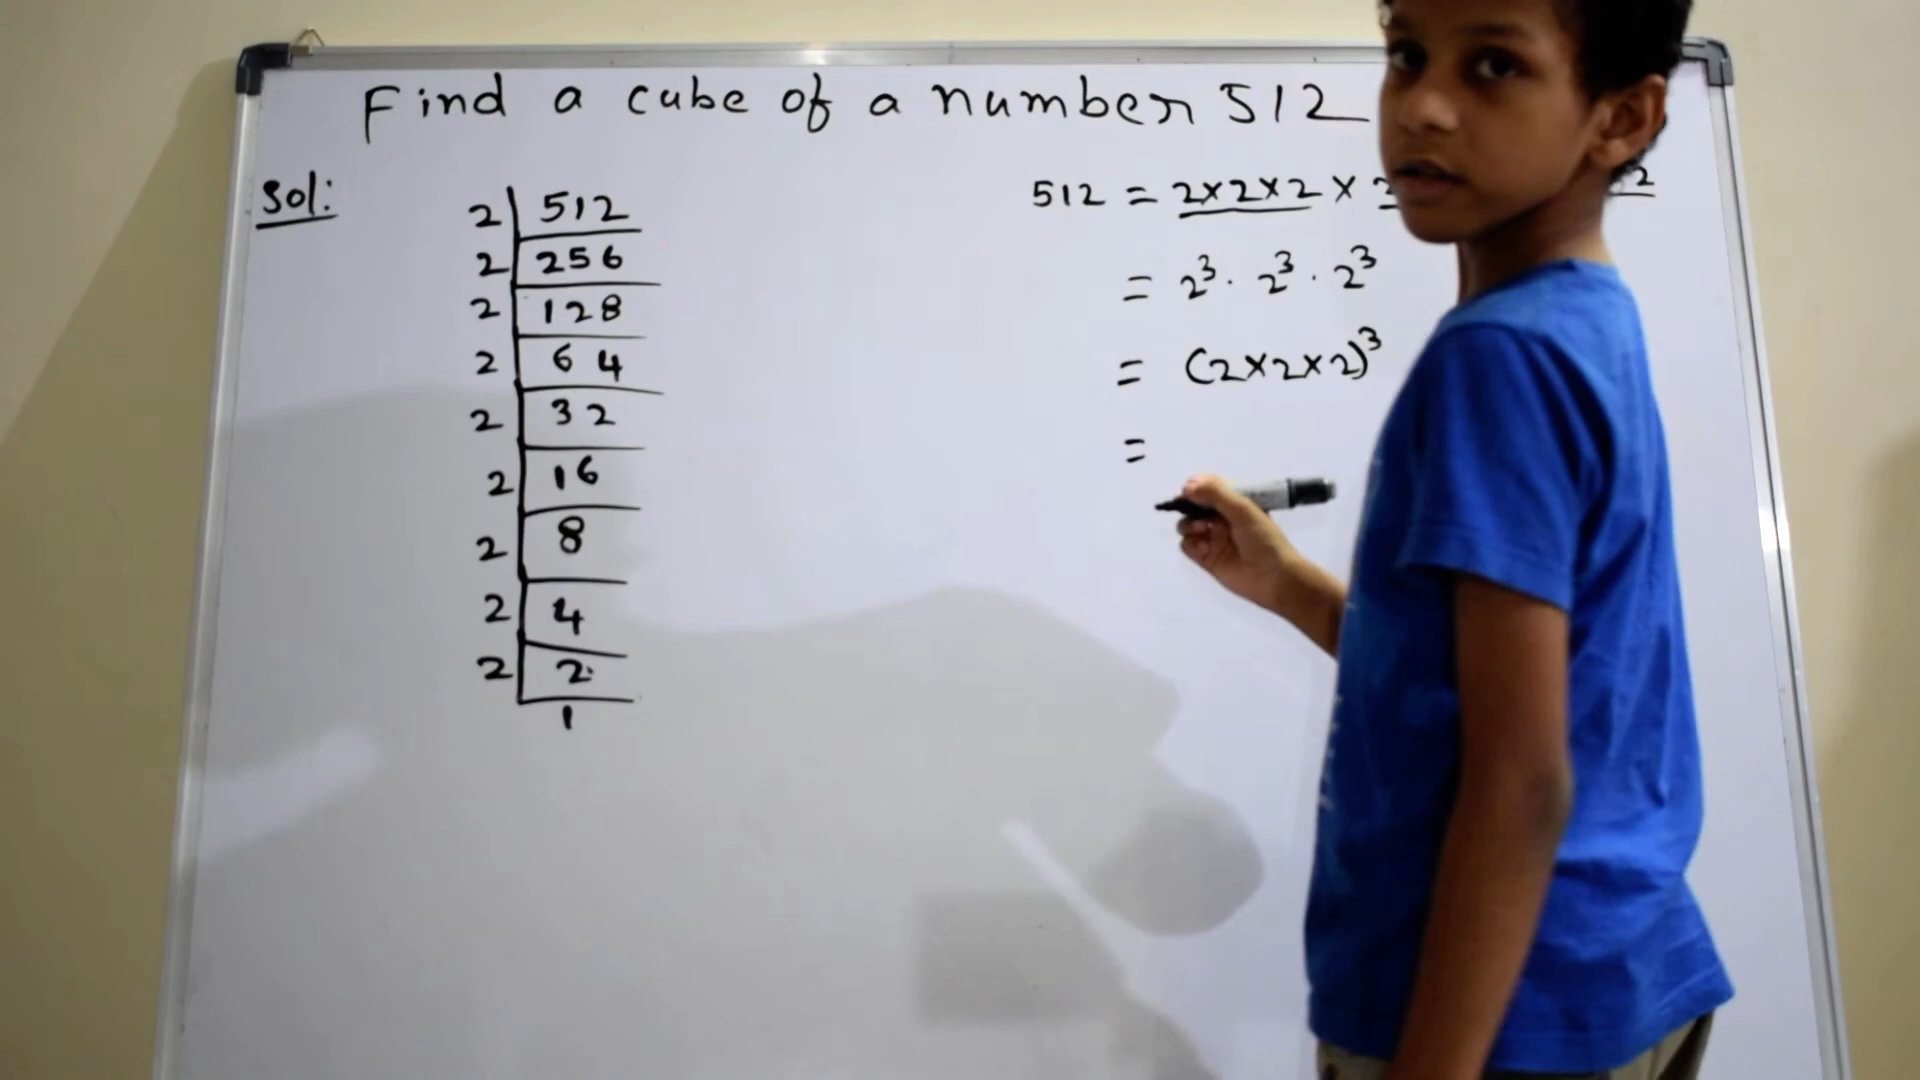 Find a cube of a number 512
Sol:
2 | 512
2 | 256
2 | 128
2 | 64
2 | 32
2 | 16
2 | 8
2 | 4
2 | 2
1
512 = 2×2×2 × 2
= 2³ · 2³ · 2³
= (2×2×2)³
=